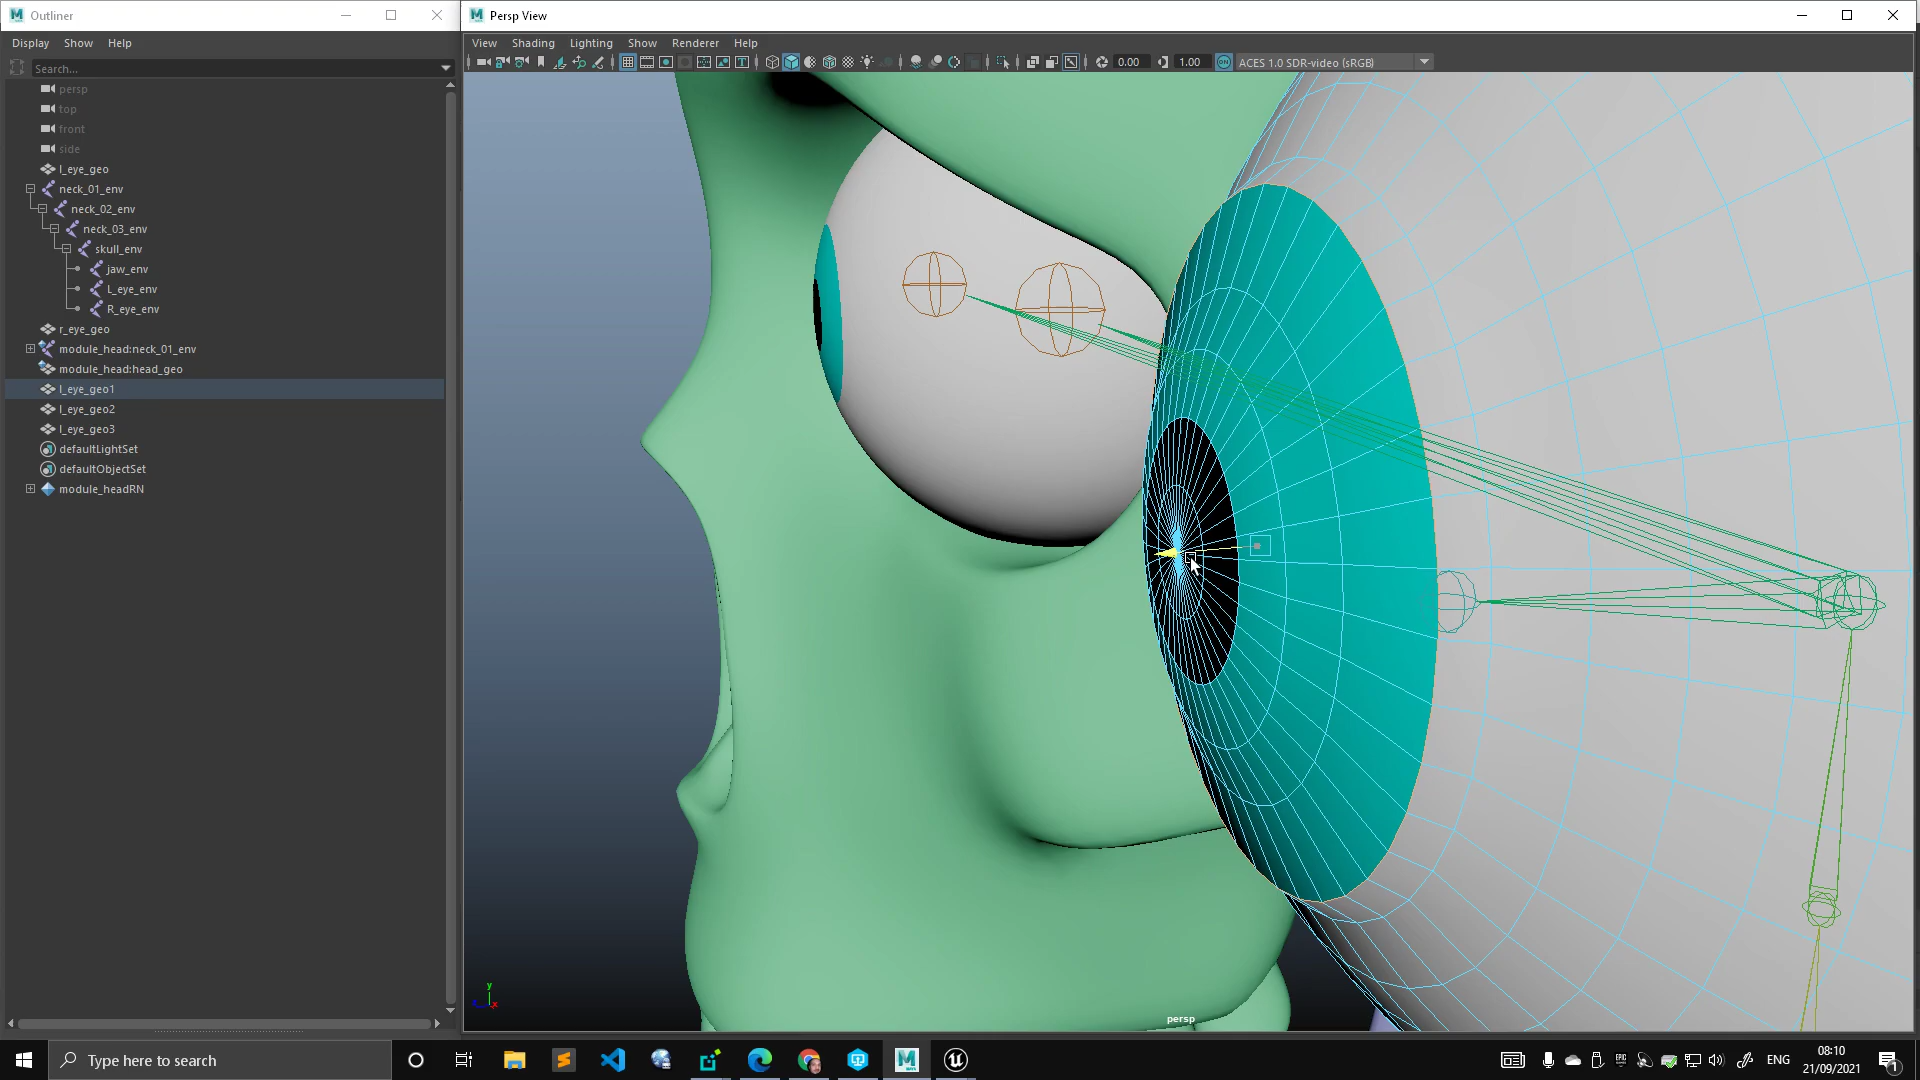 Outliner
Display Show Help
Search...
persp
top
front
side
l_eye_geo
neck_01_env
neck_02_env
neck_03_env
skull_env
jaw_env
L_eye_env
R_eye_env
r_eye_geo
module_head:neck_01_env
module_head:head_geo
l_eye_geo1
l_eye_geo2
l_eye_geo3
defaultLightSet
defaultObjectSet
module_headRN
Persp View
View Shading Lighting Show Renderer Help
0.00 1.00 ACES 1.0 SDR-video (sRGB)
y
x
persp
Type here to search
ENG
08:10
21/09/2021
1